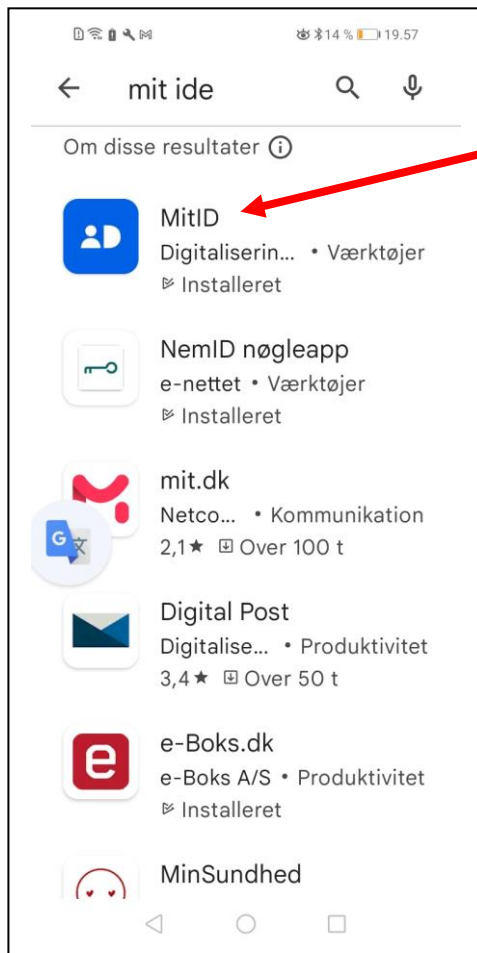 14 % 19.57
mit ide
Om disse resultater
MitID
Digitaliserin... • Værktøjer
Installeret
NemID nøgleapp
e-nettet • Værktøjer
Installeret
mit.dk
Netco... • Kommunikation
2,1★ Over 100 t
G 文
Digital Post
Digitalise... • Produktivitet
3,4★ Over 50 t
e
e-Boks.dk
e-Boks A/S • Produktivitet
Installeret
MinSundhed